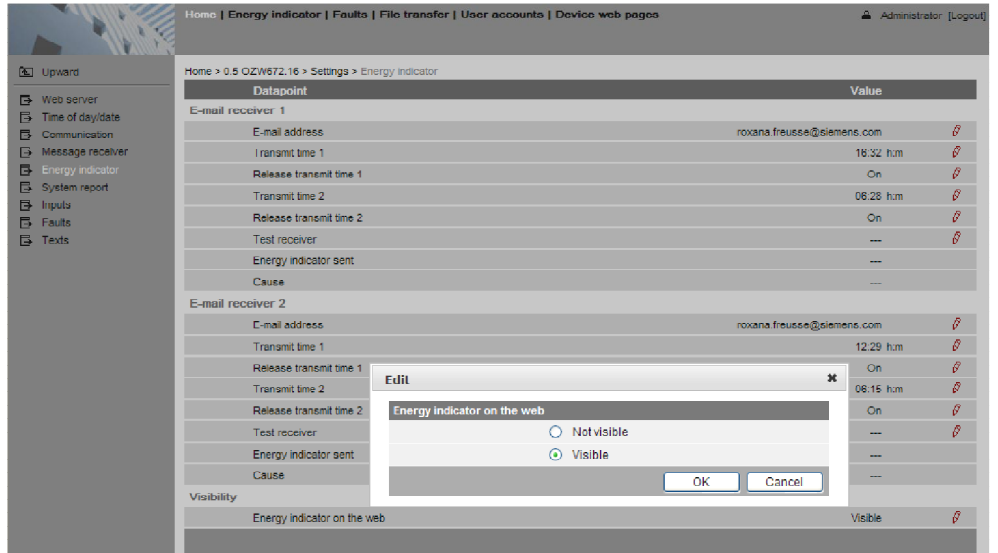 Home | Energy indicator | Faults | File transfer | User accounts | Device web pages
Administrator [Logout]
Upward
Web server
Time of day/date
Communication
Message receiver
Energy indicator
System report
Inputs
Faults
Texts
Home > 0.5 OZW672.16 > Settings > Energy indicator
Datapoint Value
E-mail receiver 1
E-mail address roxana.freusse@siemens.com
Transmit time 1 16:32 h:m
Release transmit time 1 On
Transmit time 2 06:28 h:m
Release transmit time 2 On
Test receiver ---
Energy indicator sent ---
Cause ---
E-mail receiver 2
E-mail address roxana.freusse@siemens.com
Transmit time 1 12:29 h:m
Release transmit time 1 On
Transmit time 2 06:15 h:m
Release transmit time 2 On
Test receiver ---
Energy indicator sent ---
Cause ---
Visibility
Energy indicator on the web Visible
Edit
Energy indicator on the web
Not visible
Visible
OK Cancel